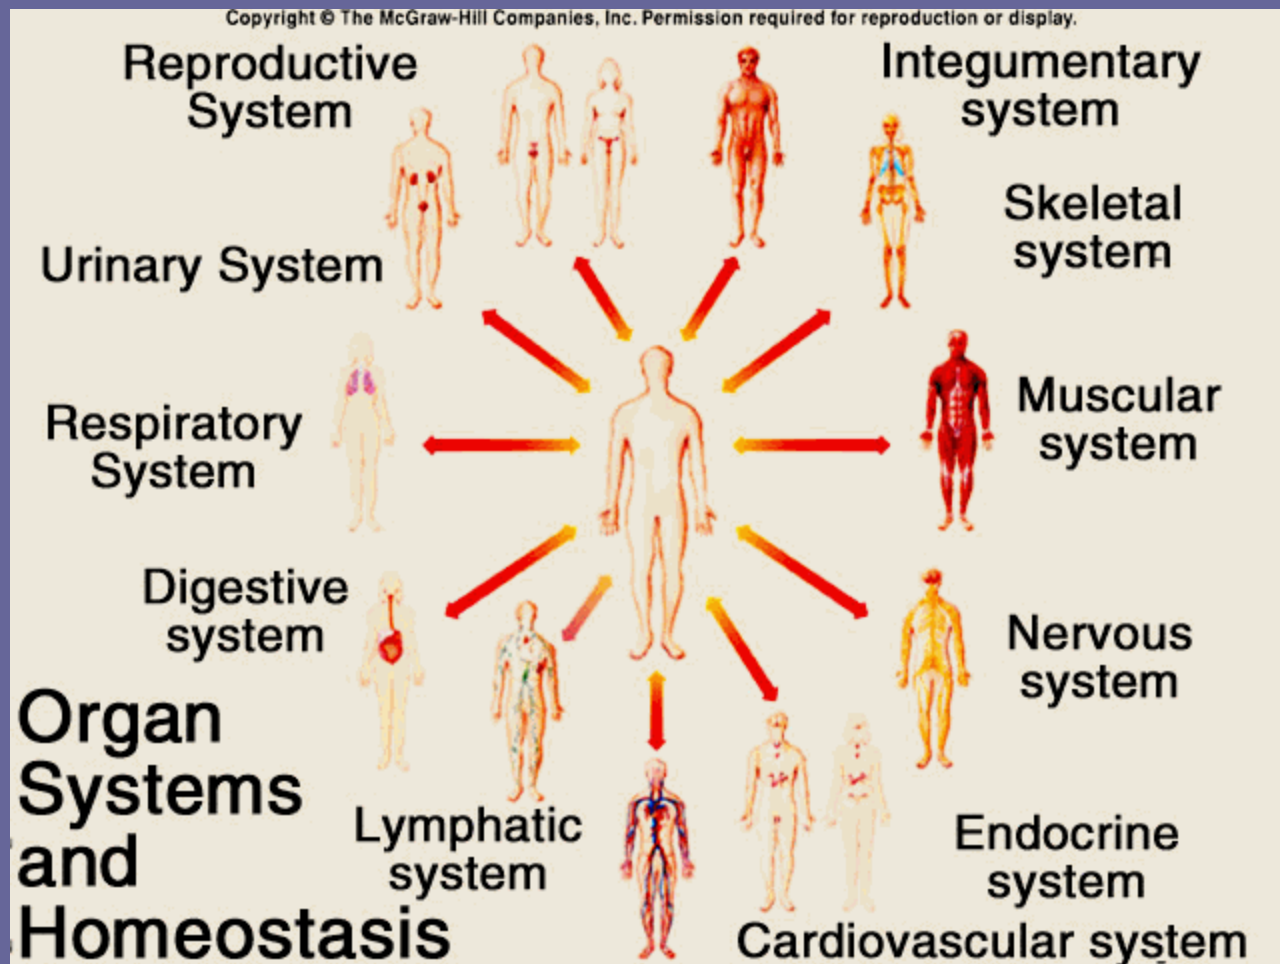 Copyright © The McGraw-Hill Companies, Inc. Permission required for reproduction or display.
Reproductive
System
Integumentary
system
Skeletal
system
Urinary System
Muscular
system
Respiratory
System
Digestive
system
Nervous
system
Organ
Systems
and
Homeostasis
Lymphatic
system
Endocrine
system
Cardiovascular system